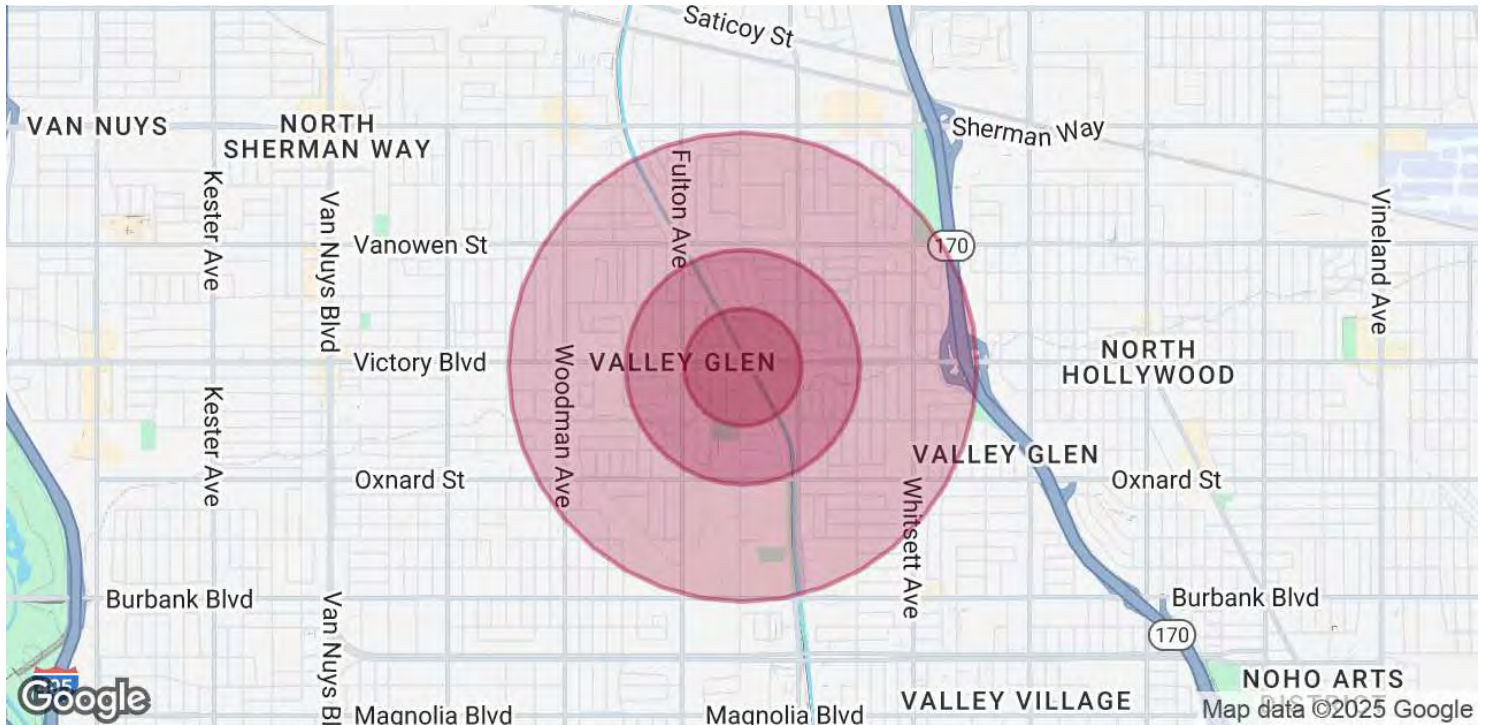 Saticoy St
VAN NUYS
NORTH
SHERMAN WAY
Sherman Way
Kester Ave
Van Nuys Blvd
Fulton Ave
Vineland Ave
Vanowen St
170
Victory Blvd
VALLEY GLEN
Woodman Ave
NORTH
HOLLYWOOD
Kester Ave
VALLEY GLEN
Oxnard St
Oxnard St
Whitsett Ave
Burbank Blvd
Burbank Blvd
Van Nuys Bl
170
NOHO ARTS
DISTRICT
VALLEY VILLAGE
Magnolia Blvd
Magnolia Blvd
Google
Map data ©2025 Google